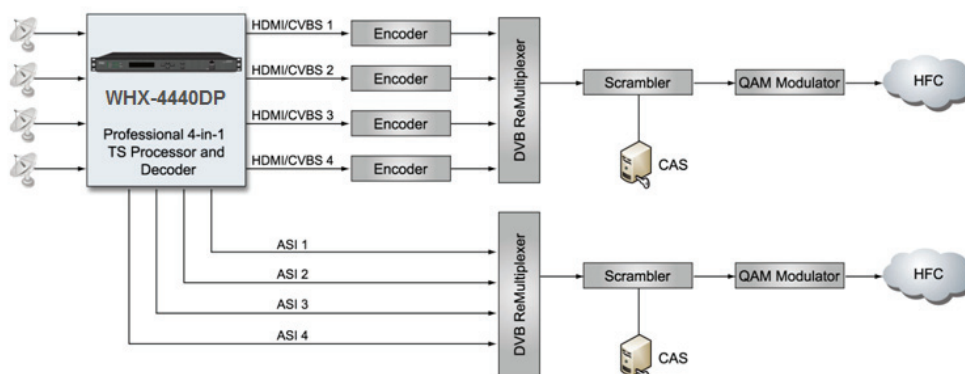 WHX-4440DP
Professional 4-in-1
TS Processor and
Decoder
HDMI/CVBS 1
HDMI/CVBS 2
HDMI/CVBS 3
HDMI/CVBS 4
Encoder
Encoder
Encoder
Encoder
DVB ReMultiplexer
Scrambler
CAS
QAM Modulator
HFC
ASI 1
ASI 2
ASI 3
ASI 4
DVB ReMultiplexer
Scrambler
CAS
QAM Modulator
HFC